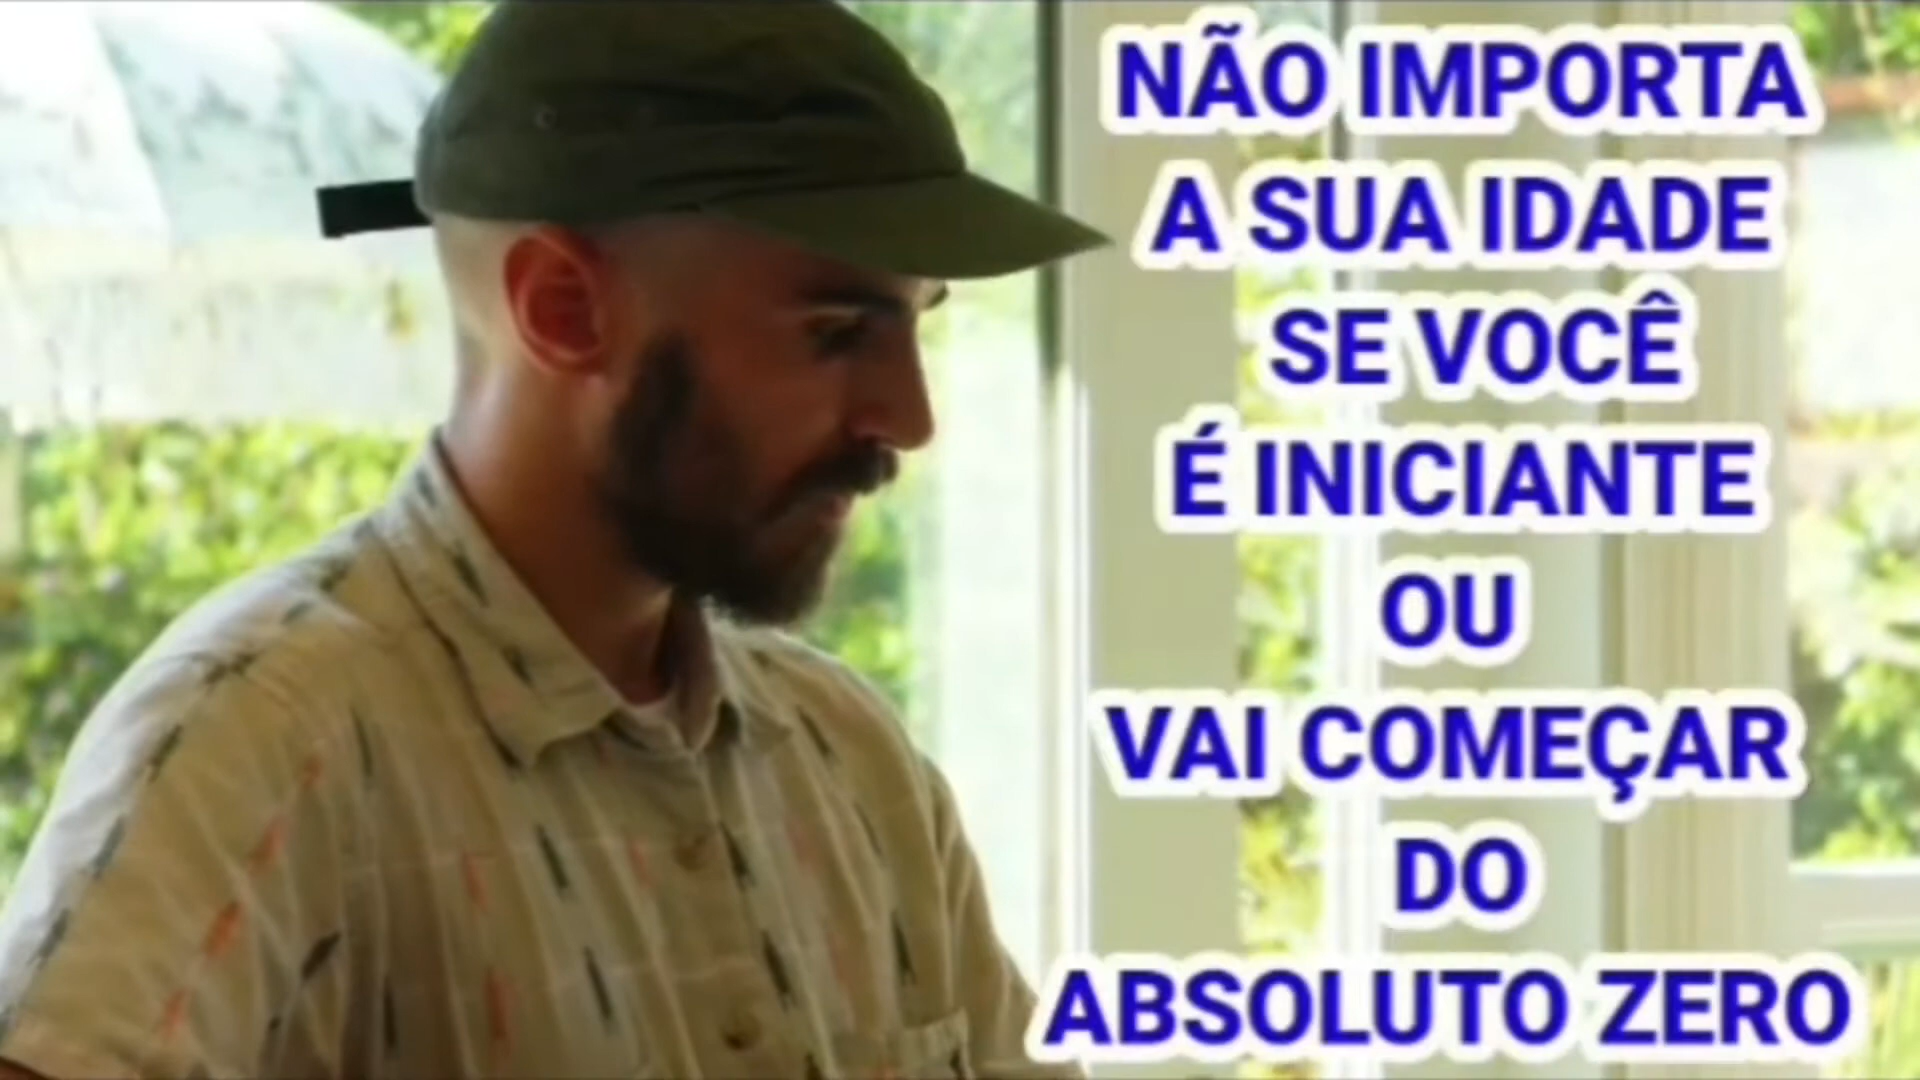 NÃO IMPORTA
A SUA IDADE
SE VOCÊ
É INICIANTE
OU
VAI COMEÇAR
DO
ABSOLUTO ZERO